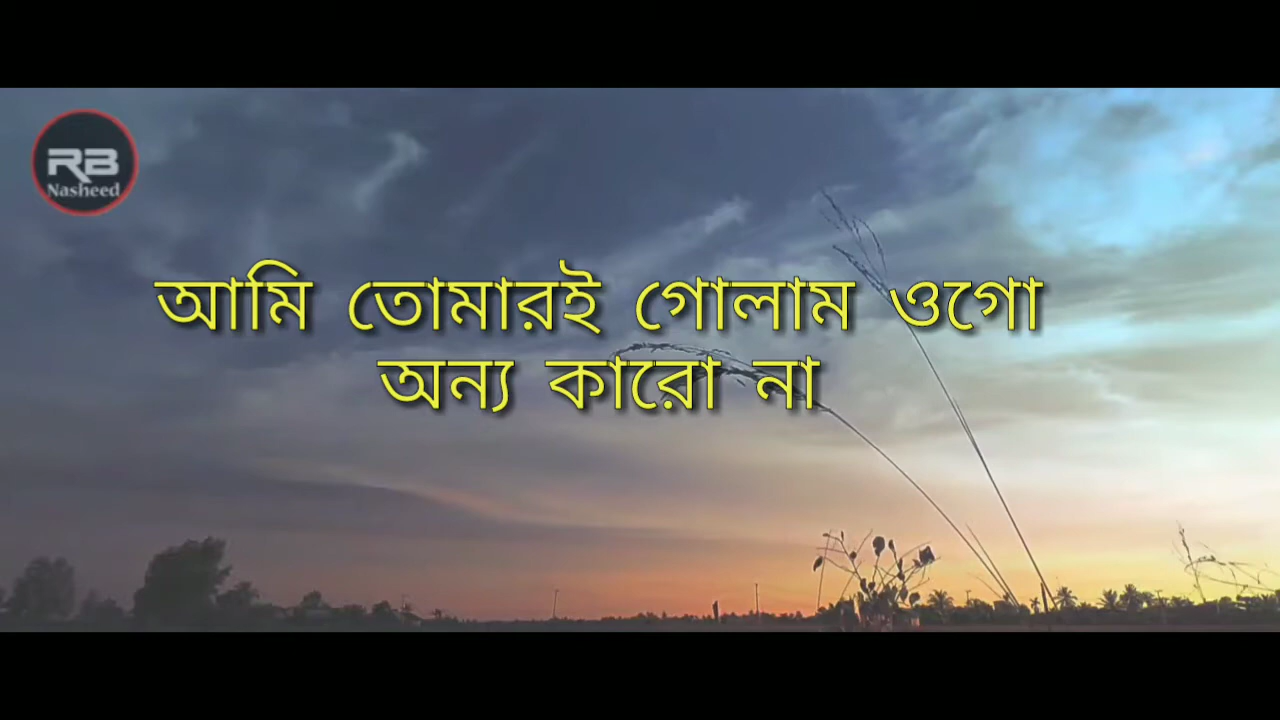 RB
Nasheed
আমি তোমারই গোলাম ওগো
অন্য কারো না